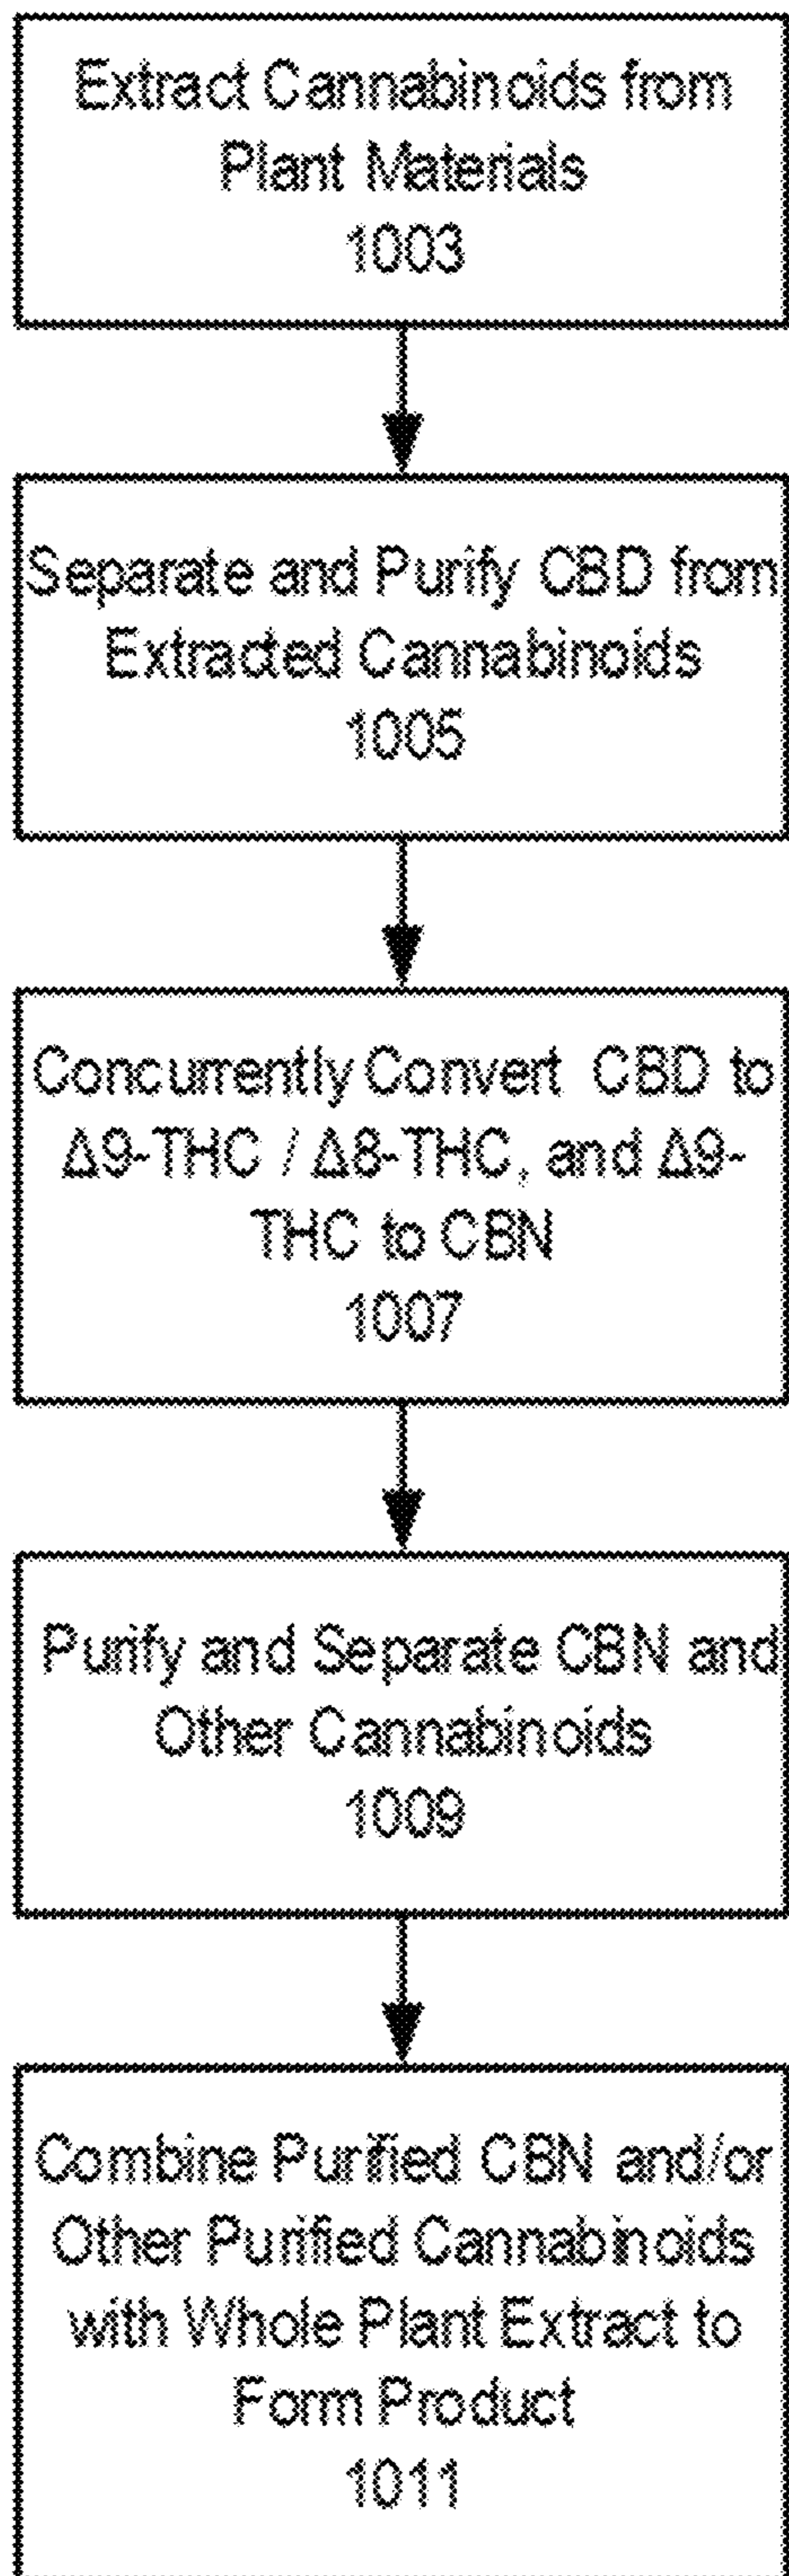 Extract Cannabinoids from
Plant Materials
1003
Separate and Purify CBD from
Extracted Cannabinoids
1005
Concurrently Convert CBD to
Δ9-THC / Δ8-THC, and Δ9-
THC to CBN
1007
Purify and Separate CBN and
Other Cannabinoids
1009
Combine Purified CBN and/or
Other Purified Cannabinoids
with Whole Plant Extract to
Form Product
1011